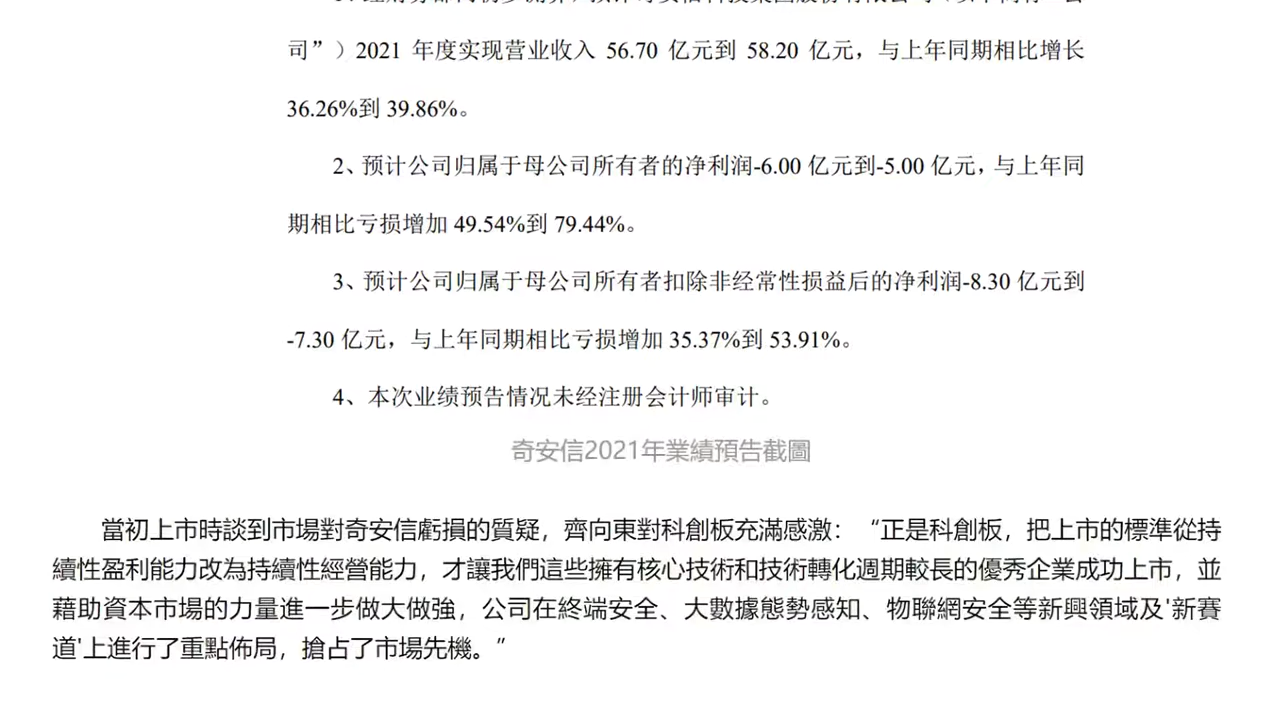 司”）2021 年度实现营业收入 56.70 亿元到 58.20 亿元，与上年同期相比增长
36.26%到 39.86%。
2、预计公司归属于母公司所有者的净利润-6.00 亿元到-5.00 亿元，与上年同
期相比亏损增加 49.54%到 79.44%。
3、预计公司归属于母公司所有者扣除非经常性损益后的净利润-8.30 亿元到
-7.30 亿元，与上年同期相比亏损增加 35.37%到 53.91%。
4、本次业绩预告情况未经注册会计师审计。
奇安信2021年業績預告截圖
當初上市時談到市場對奇安信虧損的質疑，齊向東對科創板充滿感激：“正是科創板，把上市的標準從持
續性盈利能力改為持續性經營能力，才讓我們這些擁有核心技術和技術轉化週期較長的優秀企業成功上市，並
藉助資本市場的力量進一步做大做強，公司在終端安全、大數據態勢感知、物聯網安全等新興領域及'新賽
道'上進行了重點佈局，搶占了市場先機。”